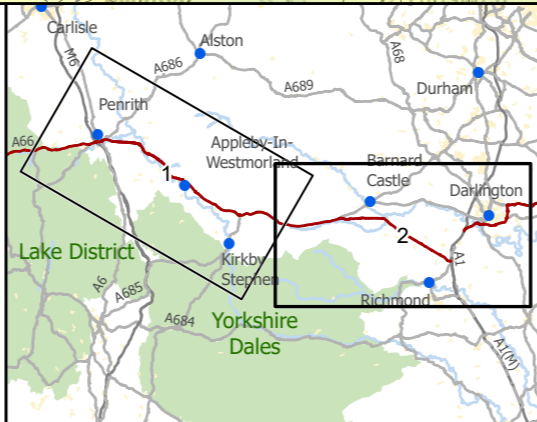 Carlisle
M6
Alston
A686
A689
A68
Durham
Penrith
A66
Appleby-In-
Westmorland
Barnard
Castle
Darlington
1
2
Lake District
Kirkby
Stephen
A1
Richmond
A6
A685
A684
Yorkshire
Dales
A1(M)